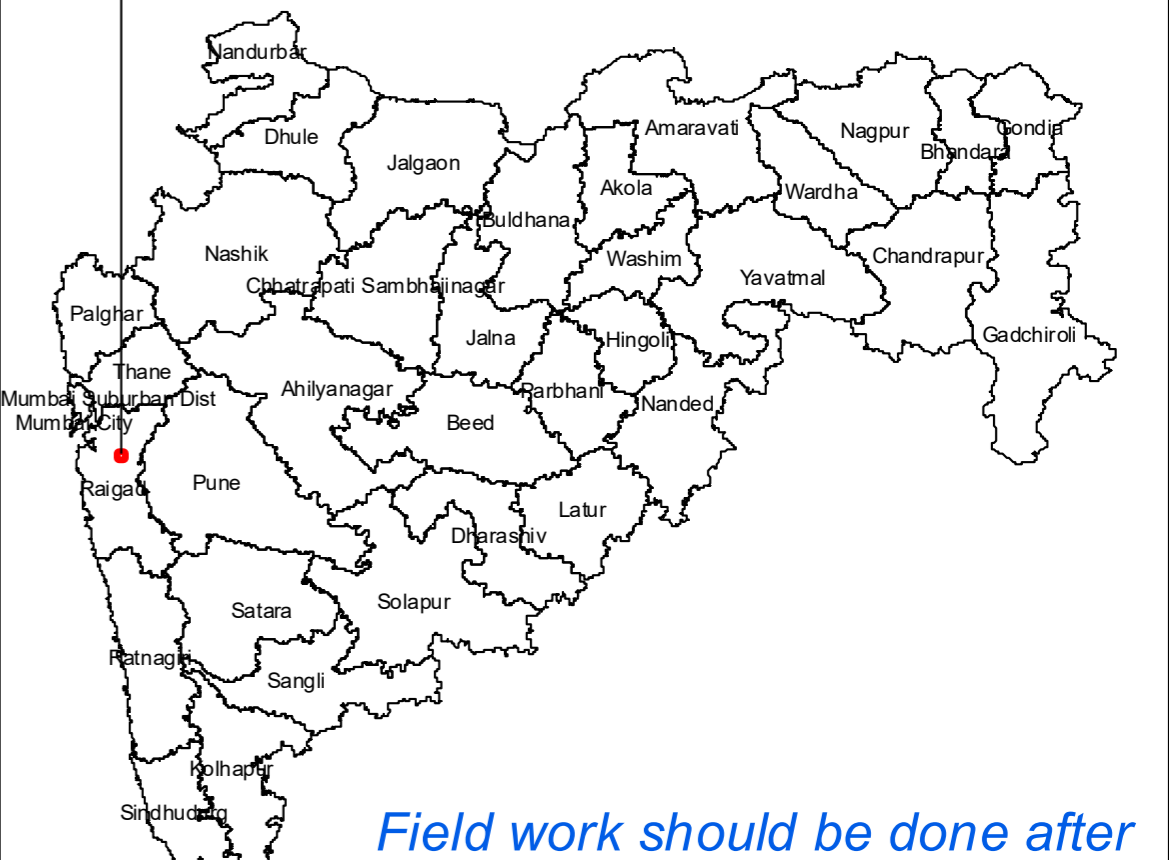 Nandurbar
Dhule
Jalgaon
Amaravati
Nagpur
Gondia
Bhandara
Akola
Wardha
Buldhana
Nashik
Washim
Chandrapur
Chhatrapati Sambhajinagar
Yavatmal
Palghar
Jalna
Hingoli
Gadchiroli
Thane
Ahilyanagar
Parbhani
Mumbai Suburban Dist
Nanded
Mumbai City
Beed
Raigad
Pune
Latur
Dharashiv
Satara
Solapur
Ratnagiri
Sangli
Kolhapur
Sindhudurg
Field work should be done after